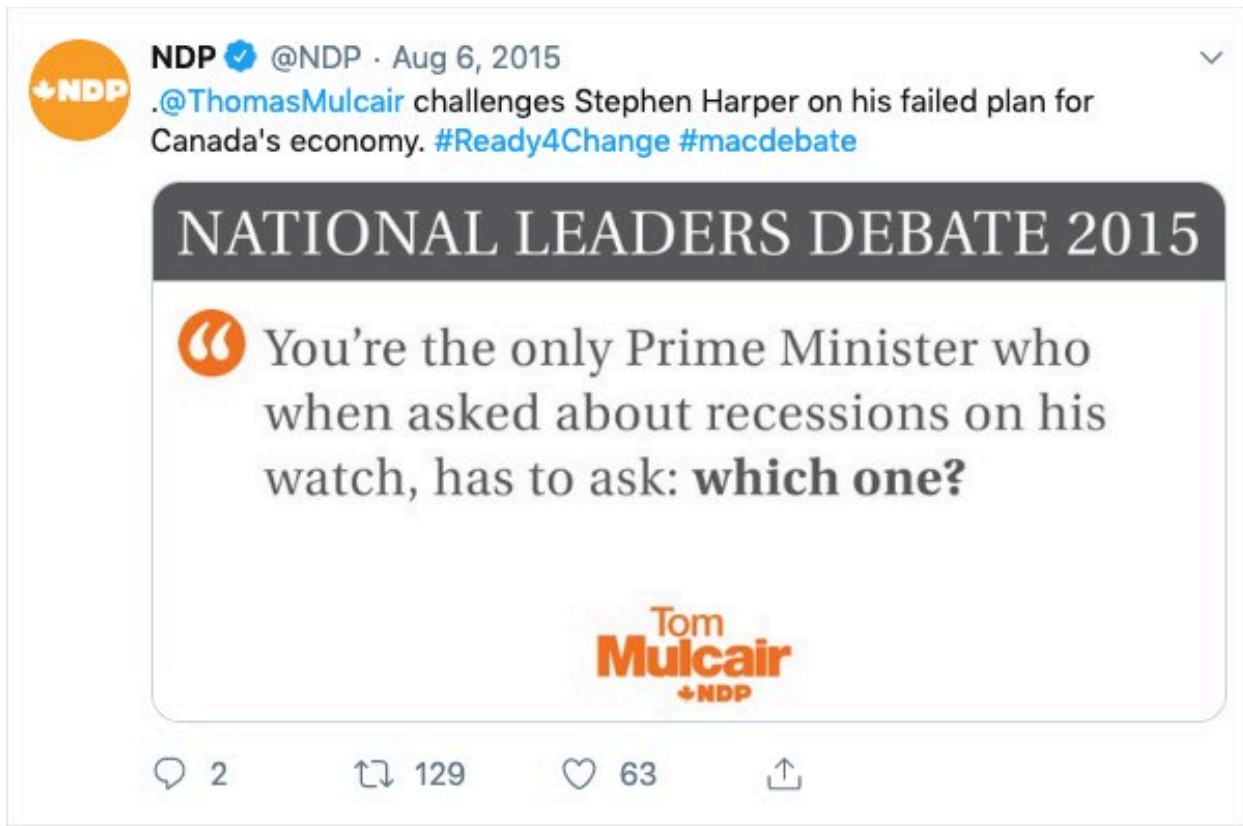 NDP @NDP · Aug 6, 2015
NDP
.@ThomasMulcair challenges Stephen Harper on his failed plan for
Canada's economy. #Ready4Change #macdebate
NATIONAL LEADERS DEBATE 2015
“ You're the only Prime Minister who
when asked about recessions on his
watch, has to ask: which one?
Tom
Mulcair
NDP
2 129 63